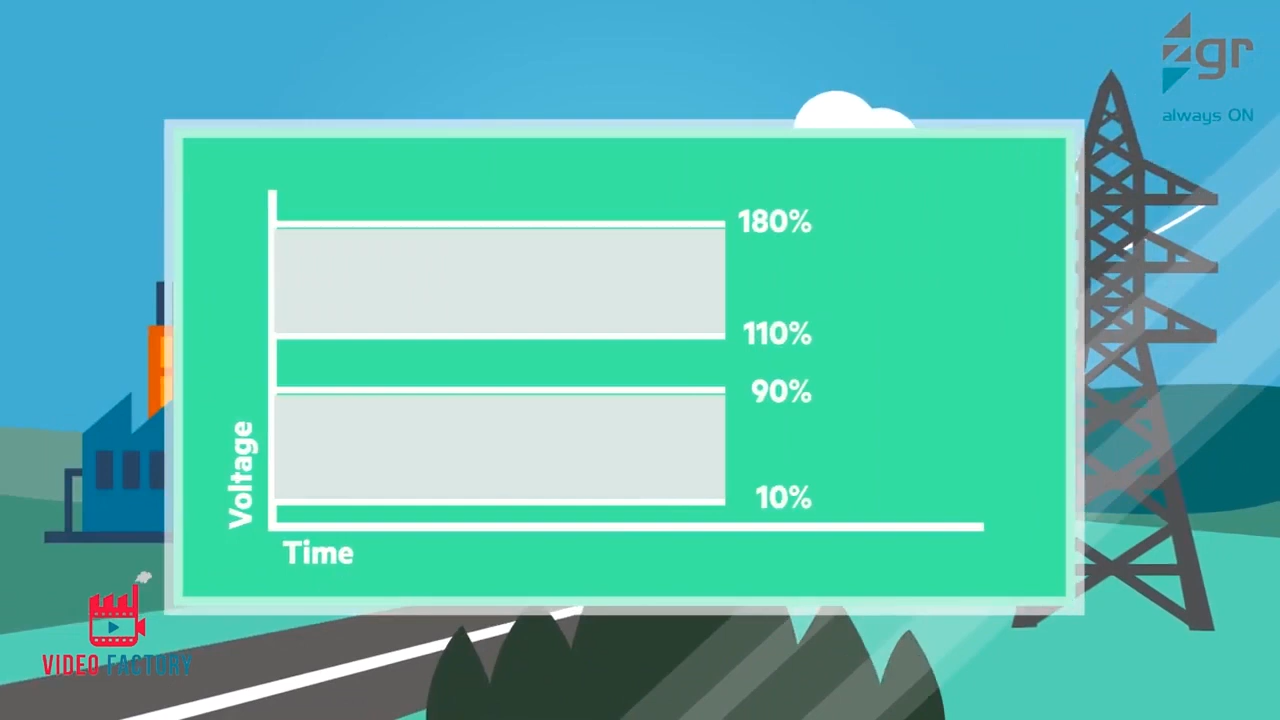 zgr
always ON
180%
110%
90%
10%
Voltage
Time
VIDEO FACTORY